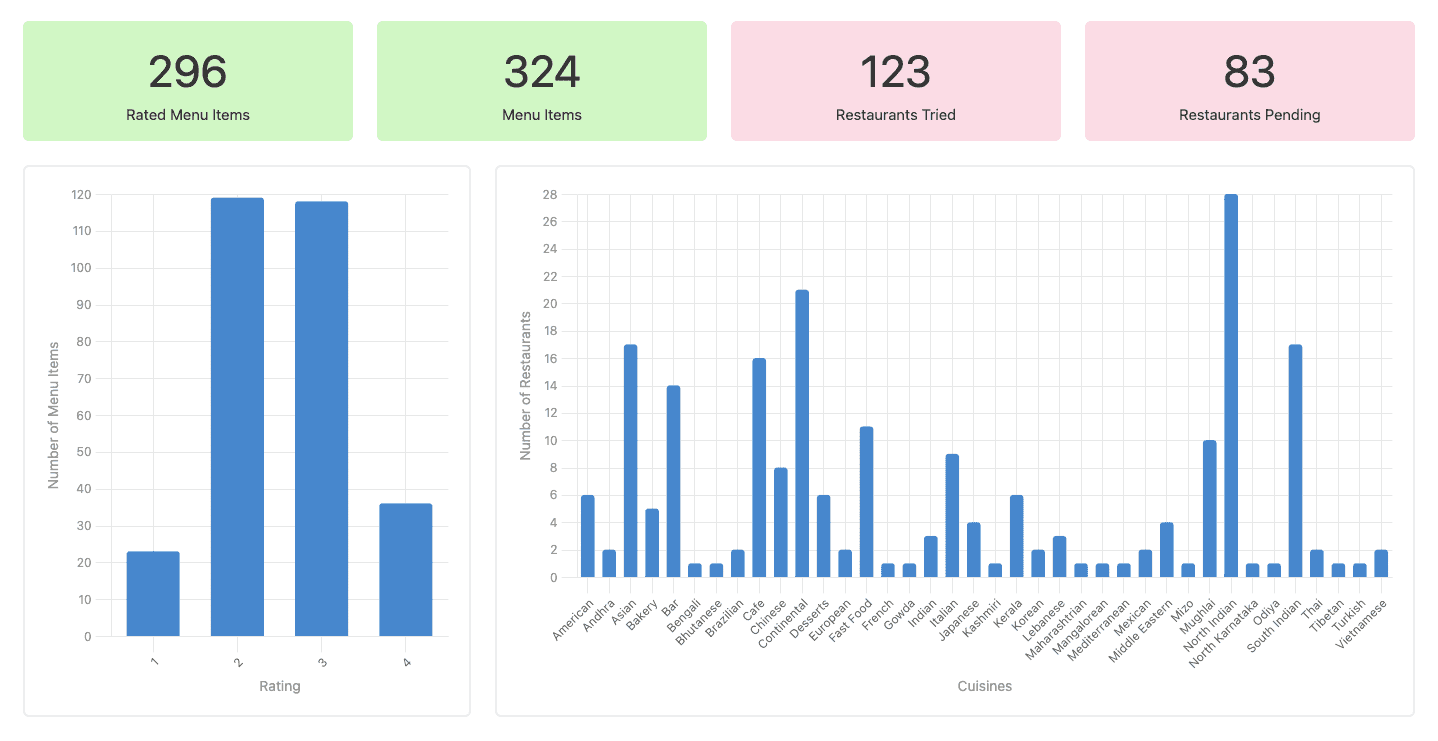 296
Rated Menu Items
324
Menu Items
123
Restaurants Tried
83
Restaurants Pending
120
110
100
90
80
70
60
50
40
30
20
10
0
Number of Menu Items
1
2
3
4
Rating
28
26
24
22
20
18
16
14
12
10
8
6
4
2
0
Number of Restaurants
American
Andhra
Asian
Bakery
Bar
Bengali
Bhutanese
Brazilian
Cafe
Chinese
Continental
Desserts
European
Fast Food
French
Gowda
Indian
Italian
Japanese
Kashmiri
Kerala
Korean
Lebanese
Maharashtrian
Mangalorean
Mediterranean
Mexican
Middle Eastern
Mizo
Mughlai
North Indian
North Karnataka
Odiya
South Indian
Thai
Tibetan
Turkish
Vietnamese
Cuisines